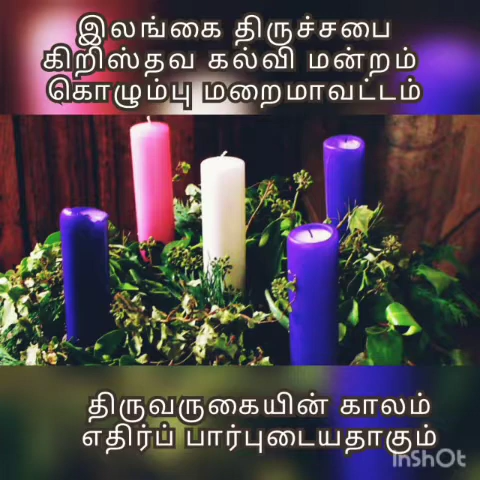 இலங்கை திருச்சபை
கிறிஸ்தவ கல்வி மன்றம்
கொழும்பு மறைமாவட்டம்
திருவருகையின் காலம்
எதிர்ப் பார்புடையதாகும்
InShOt